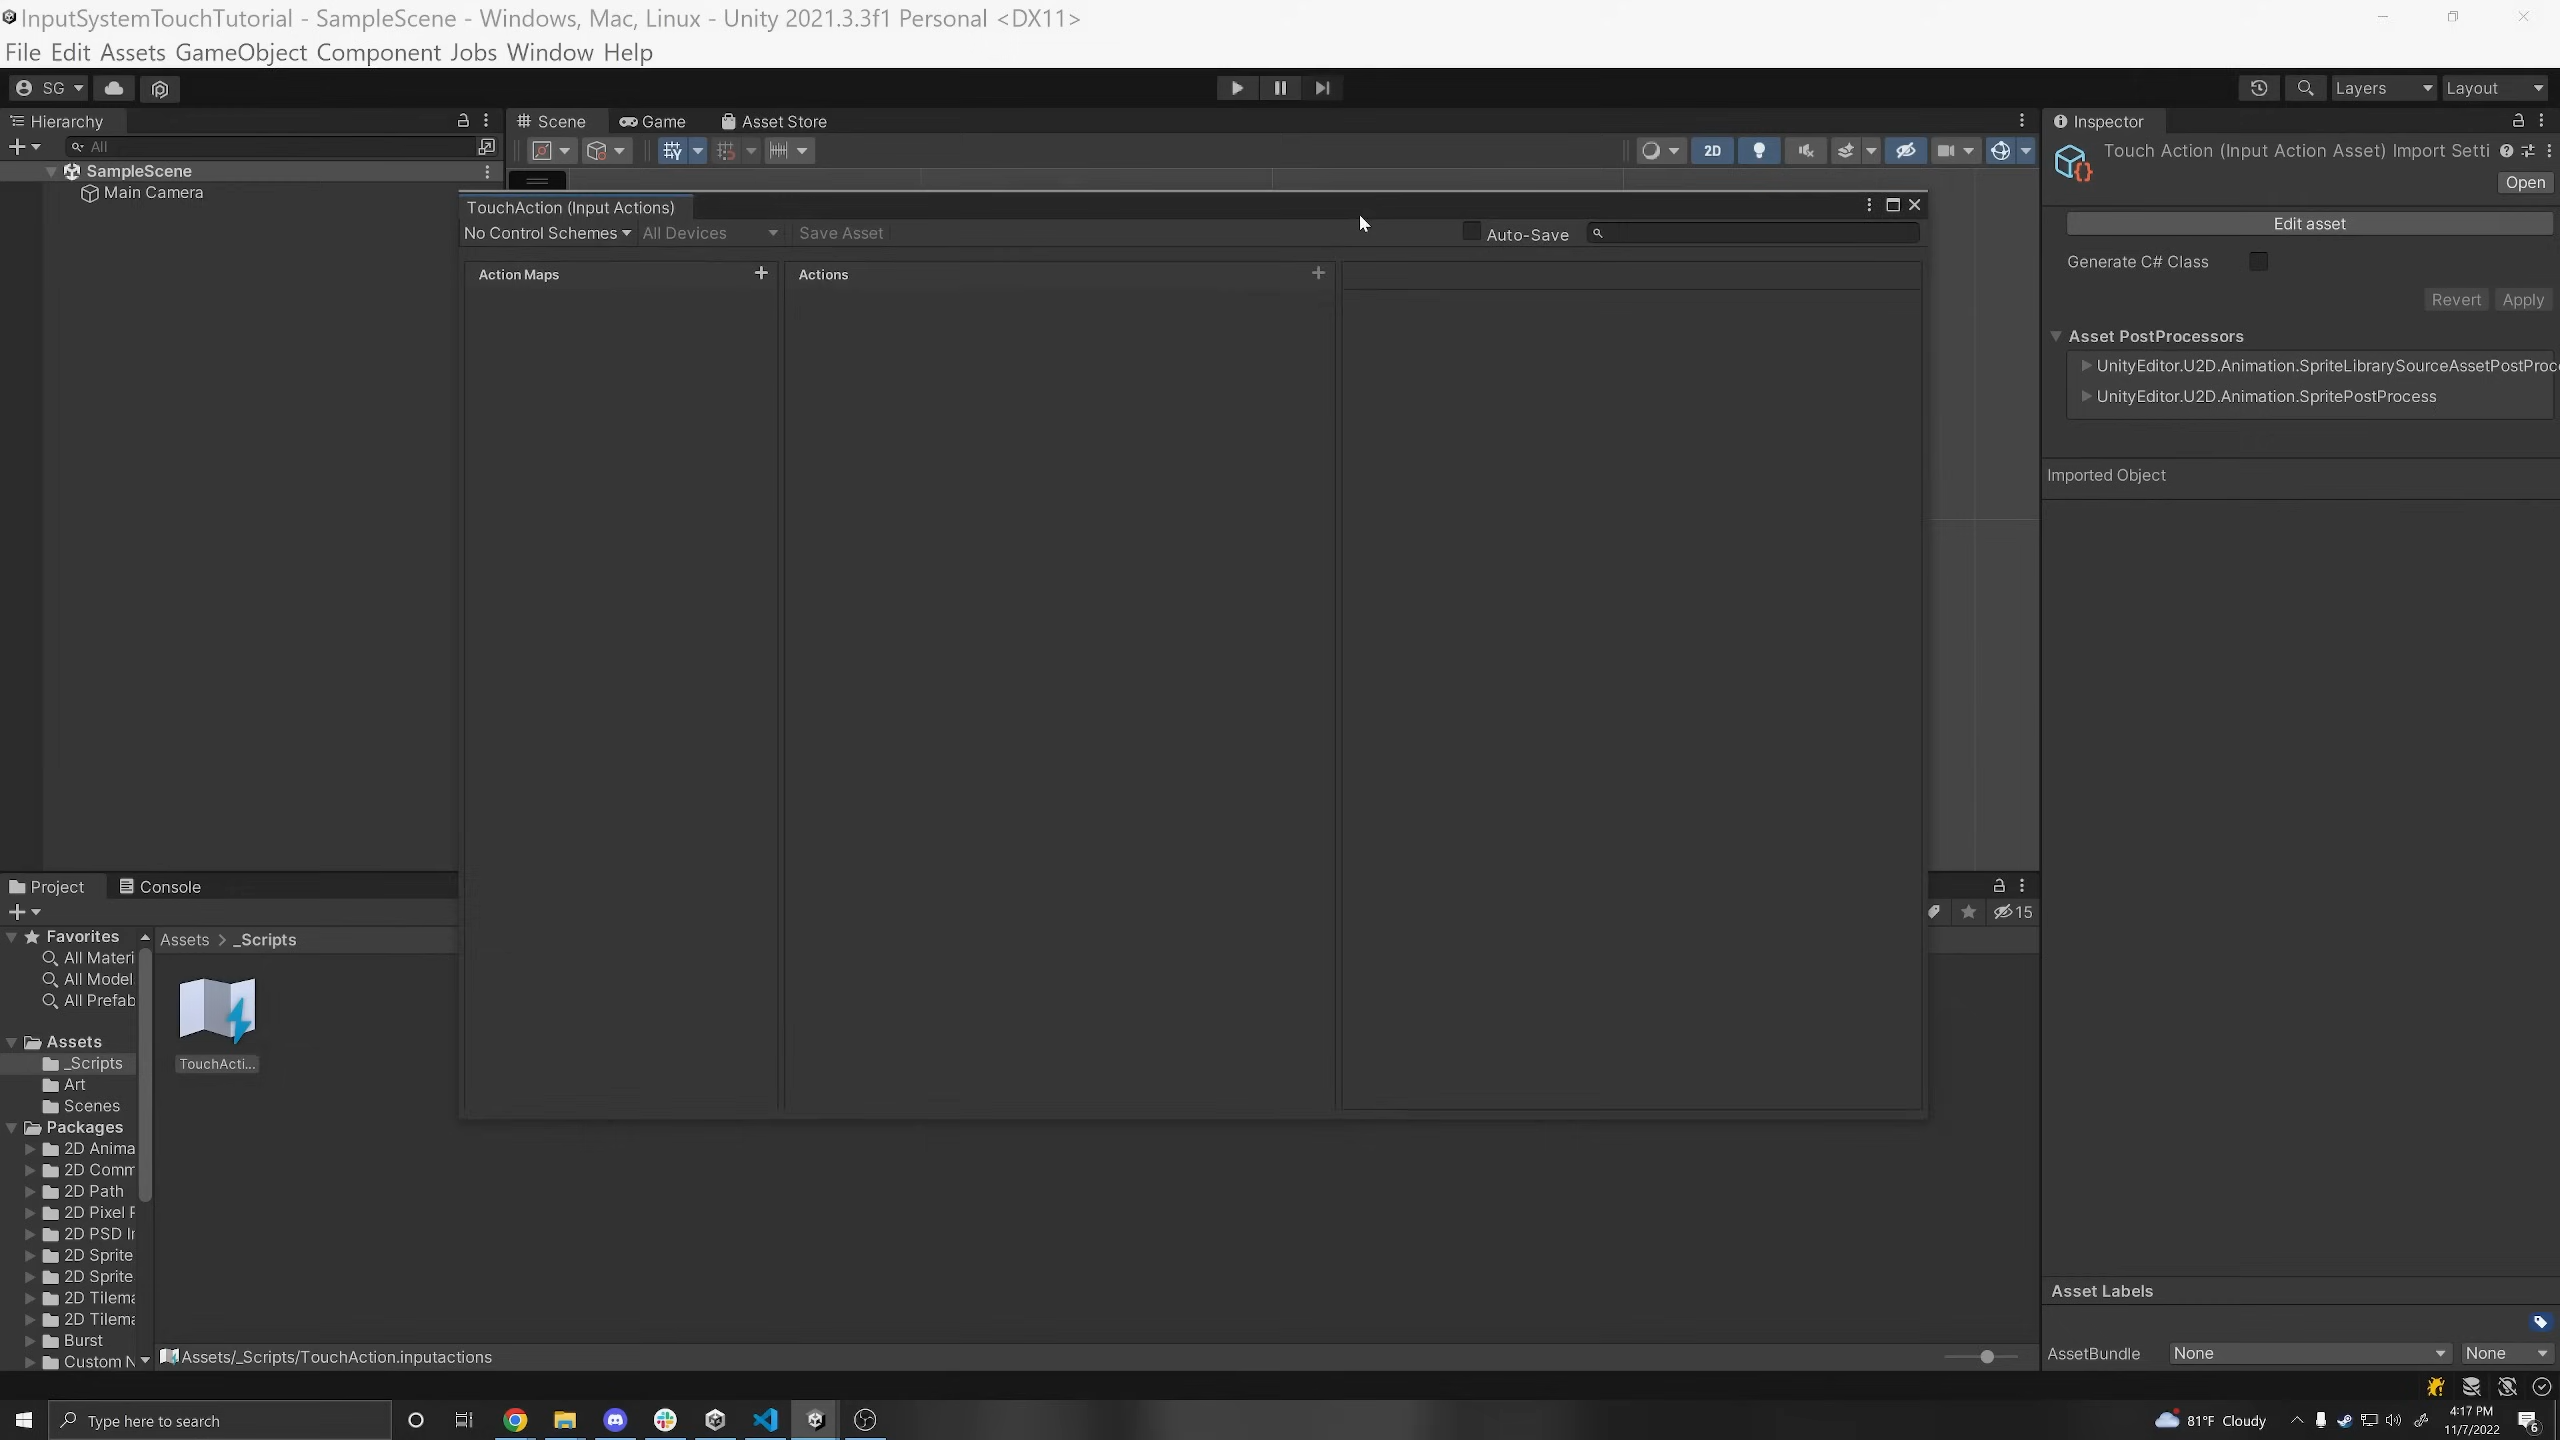 InputSystemTouchTutorial - SampleScene - Windows, Mac, Linux - Unity 2021.3.3f1 Personal <DX11>
File Edit Assets GameObject Component Jobs Window Help
SG
Layers
Layout
Hierarchy
Scene
Game
Asset Store
Inspector
All
2D
Touch Action (Input Action Asset) Import Setti
Open
SampleScene
Main Camera
TouchAction (Input Actions)
No Control Schemes
All Devices
Save Asset
Auto-Save
Edit asset
Action Maps
Actions
Generate C# Class
Revert
Apply
Asset PostProcessors
UnityEditor.U2D.Animation.SpriteLibrarySourceAssetPostProc
UnityEditor.U2D.Animation.SpritePostProcess
Imported Object
Project
Console
15
Favorites
All Materi
All Model
All Prefab
Assets
_Scripts
Art
Scenes
Packages
2D Anima
2D Comm
2D Path
2D Pixel P
2D PSD In
2D Sprite
2D Sprite
2D Tilema
2D Tilema
Burst
Custom N
Assets > _Scripts
TouchActi...
Assets/_Scripts/TouchAction.inputactions
Asset Labels
AssetBundle
None
None
Type here to search
81°F Cloudy
4:17 PM
11/7/2022
6